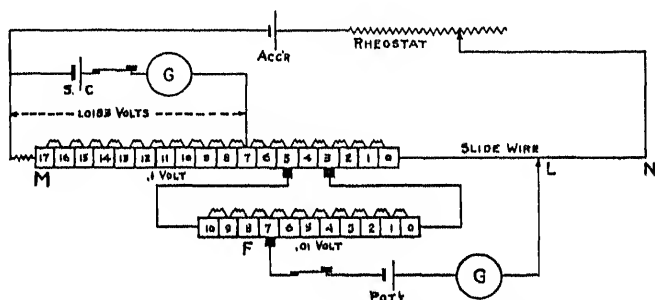 ACC'R
RHEOSTAT
S. C
G
1.0183 VOLTS
17 16 15 14 13 12 11 10 9 8 7 6 5 4 3 2 1 0
SLIDE WIRE
M
.1 VOLT
L
N
10 9 8 7 6 5 4 3 2 1 0
F
.01 VOLT
G
POT'L